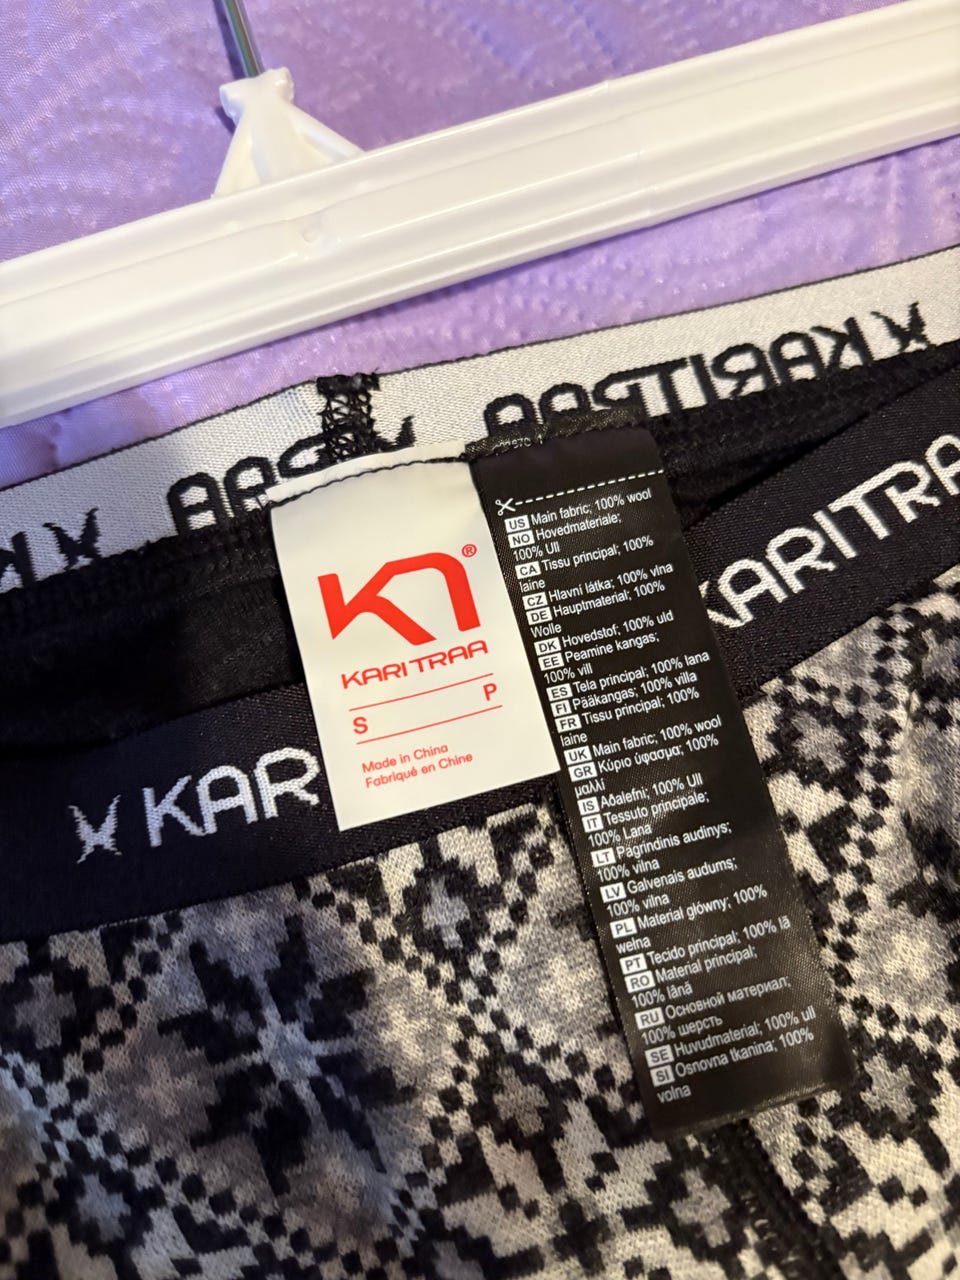 KARITRAA
KARITRAA
KAR
KN®
KARI TRAA
S P
Made in China
Fabriqué en Chine
US Main fabric; 100% wool
NO Hovedmateriale;
100% Ull
CA Tissu principal; 100%
laine
CZ Hlavní látka; 100% vlna
DE Hauptmaterial; 100%
Wolle
DK Hovedstof; 100% uld
EE Peamine kangas;
100% vill
ES Tela principal; 100% lana
FI Pääkangas; 100% villa
FR Tissu principal; 100%
laine
UK Main fabric; 100% wool
GR Κύριο ύφασμα; 100%
μαλλί
IS Aðalefni; 100% Ull
IT Tessuto principale;
100% Lana
LT Pagrindinis audinys;
100% vilna
LV Galvenais audums;
100% vilna
PL Materiał główny; 100%
wełna
PT Tecido principal; 100% lã
RO Material principal;
100% lână
RU Основной материал;
100% шерсть
SE Huvudmaterial; 100% ull
SI Osnovna tkanina; 100%
volna